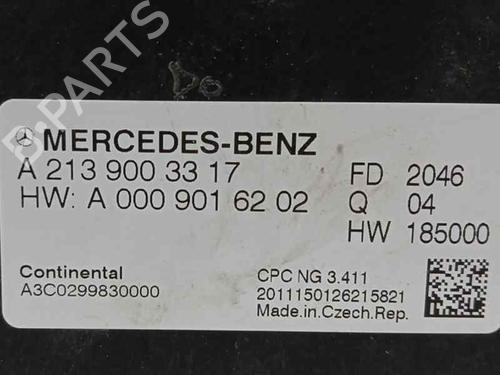 MERCEDES-BENZ
A 213 900 33 17 FD 2046
HW: A 000 901 62 02 Q 04
HW 185000
Continental CPC NG 3.411
A3C0299830000 2011150126215821
Made.in.Czech.Rep.